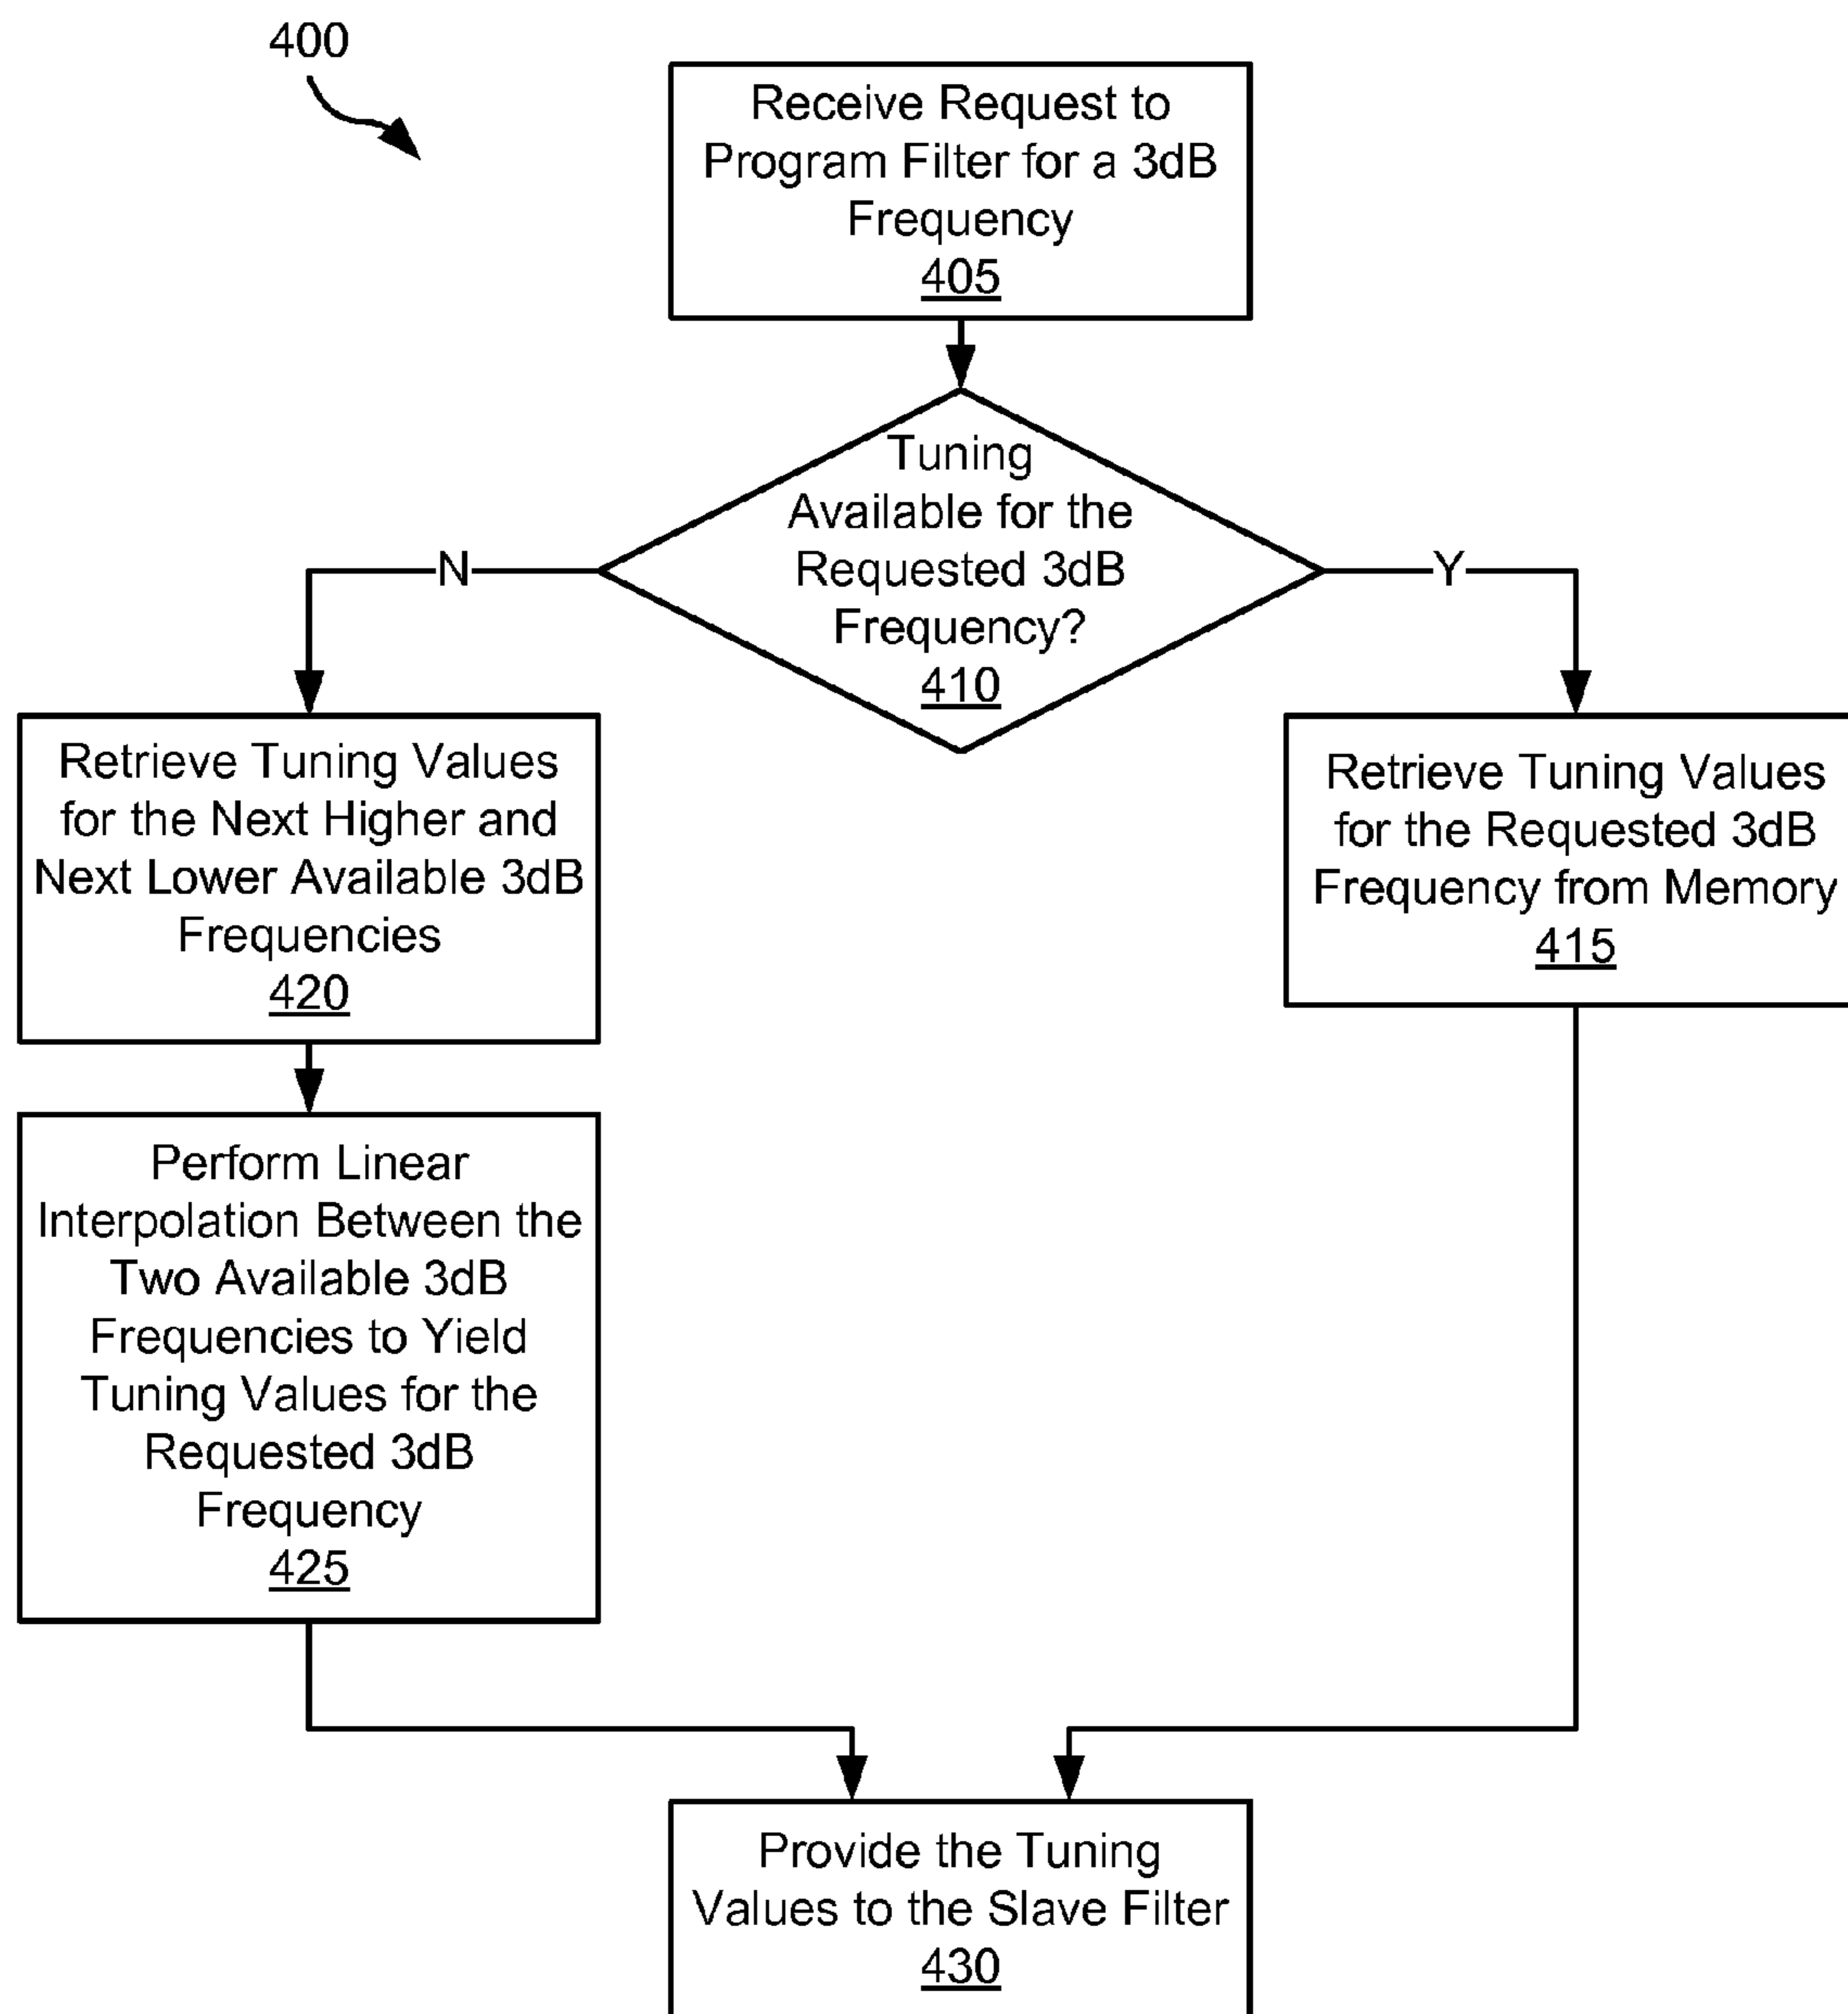 400
Receive Request to
Program Filter for a 3dB
Frequency
405
Tuning
Available for the
Requested 3dB
Frequency?
410
N
Y
Retrieve Tuning Values
for the Next Higher and
Next Lower Available 3dB
Frequencies
420
Retrieve Tuning Values
for the Requested 3dB
Frequency from Memory
415
Perform Linear
Interpolation Between the
Two Available 3dB
Frequencies to Yield
Tuning Values for the
Requested 3dB
Frequency
425
Provide the Tuning
Values to the Slave Filter
430